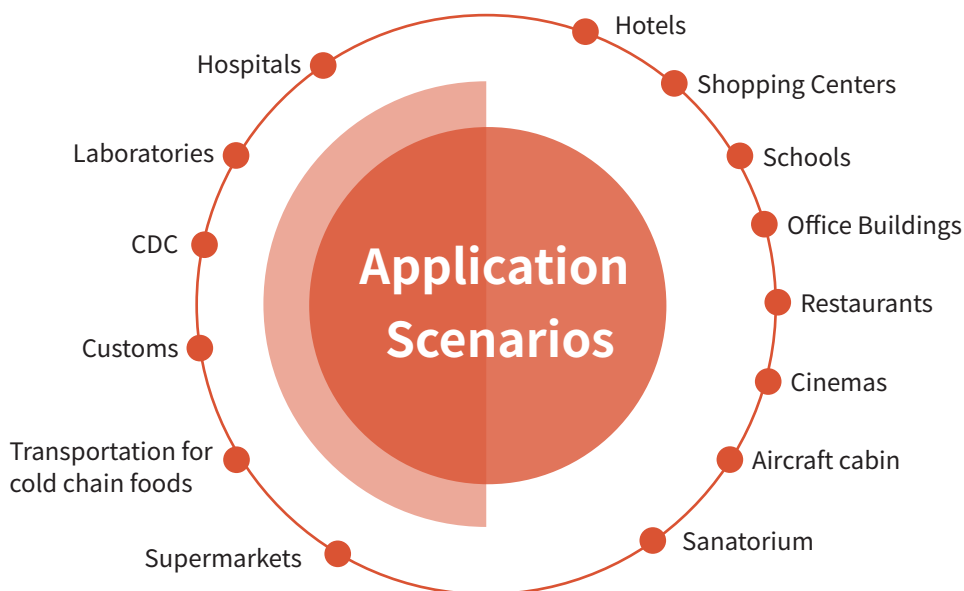 Hotels
Hospitals
Shopping Centers
Laboratories
Schools
Office Buildings
CDC
Application
Scenarios
Restaurants
Customs
Cinemas
Transportation for
cold chain foods
Aircraft cabin
Supermarkets
Sanatorium